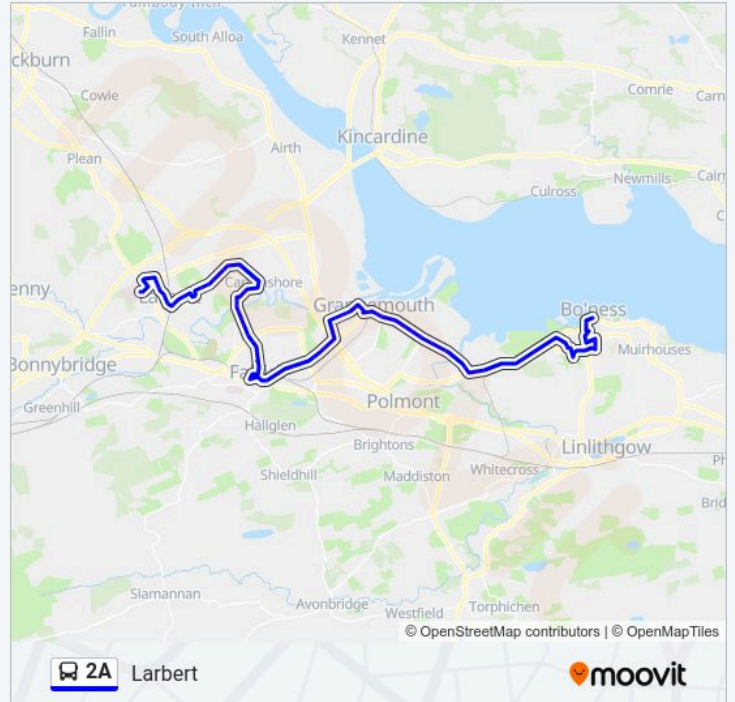 Fallin
South Alloa
Kennet
ckburn
Comrie
Cam
Cowie
Airth
Kincardine
Plean
Newmills
Cairn
Culross
C
enny
Grangemouth
Bo'ness
Muirhouses
Bonnybridge
Greenhill
Polmont
Hallglen
Brightons
Linlithgow
Shieldhill
Maddiston
Whitecross
Ph
Brid
Slamannan
Avonbridge
Westfield
Torphichen
© OpenStreetMap contributors | © OpenMapTiles
2A Larbert
moovit